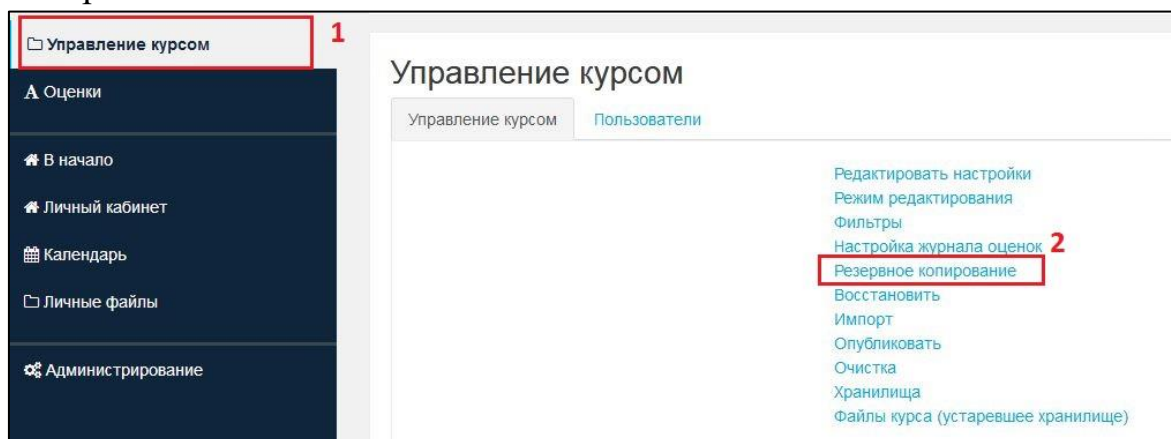 Управление курсом
1
Оценки
В начало
Личный кабинет
Календарь
Личные файлы
Администрирование
Управление курсом
Управление курсом Пользователи
Редактировать настройки
Режим редактирования
Фильтры
Настройка журнала оценок 2
Резервное копирование
Восстановить
Импорт
Опубликовать
Очистка
Хранилища
Файлы курса (устаревшее хранилище)